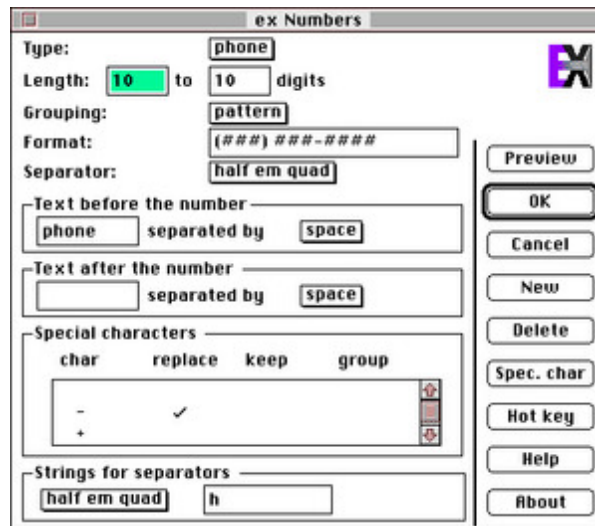 ex Numbers
Type: phone
Length: 10 to 10 digits
Grouping: pattern
Format: (###) ###-####
Separator: half em quad
Text before the number
phone separated by space
Text after the number
separated by space
Special characters
char replace keep group
- ✓
+
Strings for separators
half em quad h
EX
Preview
OK
Cancel
New
Delete
Spec. char
Hot key
Help
About